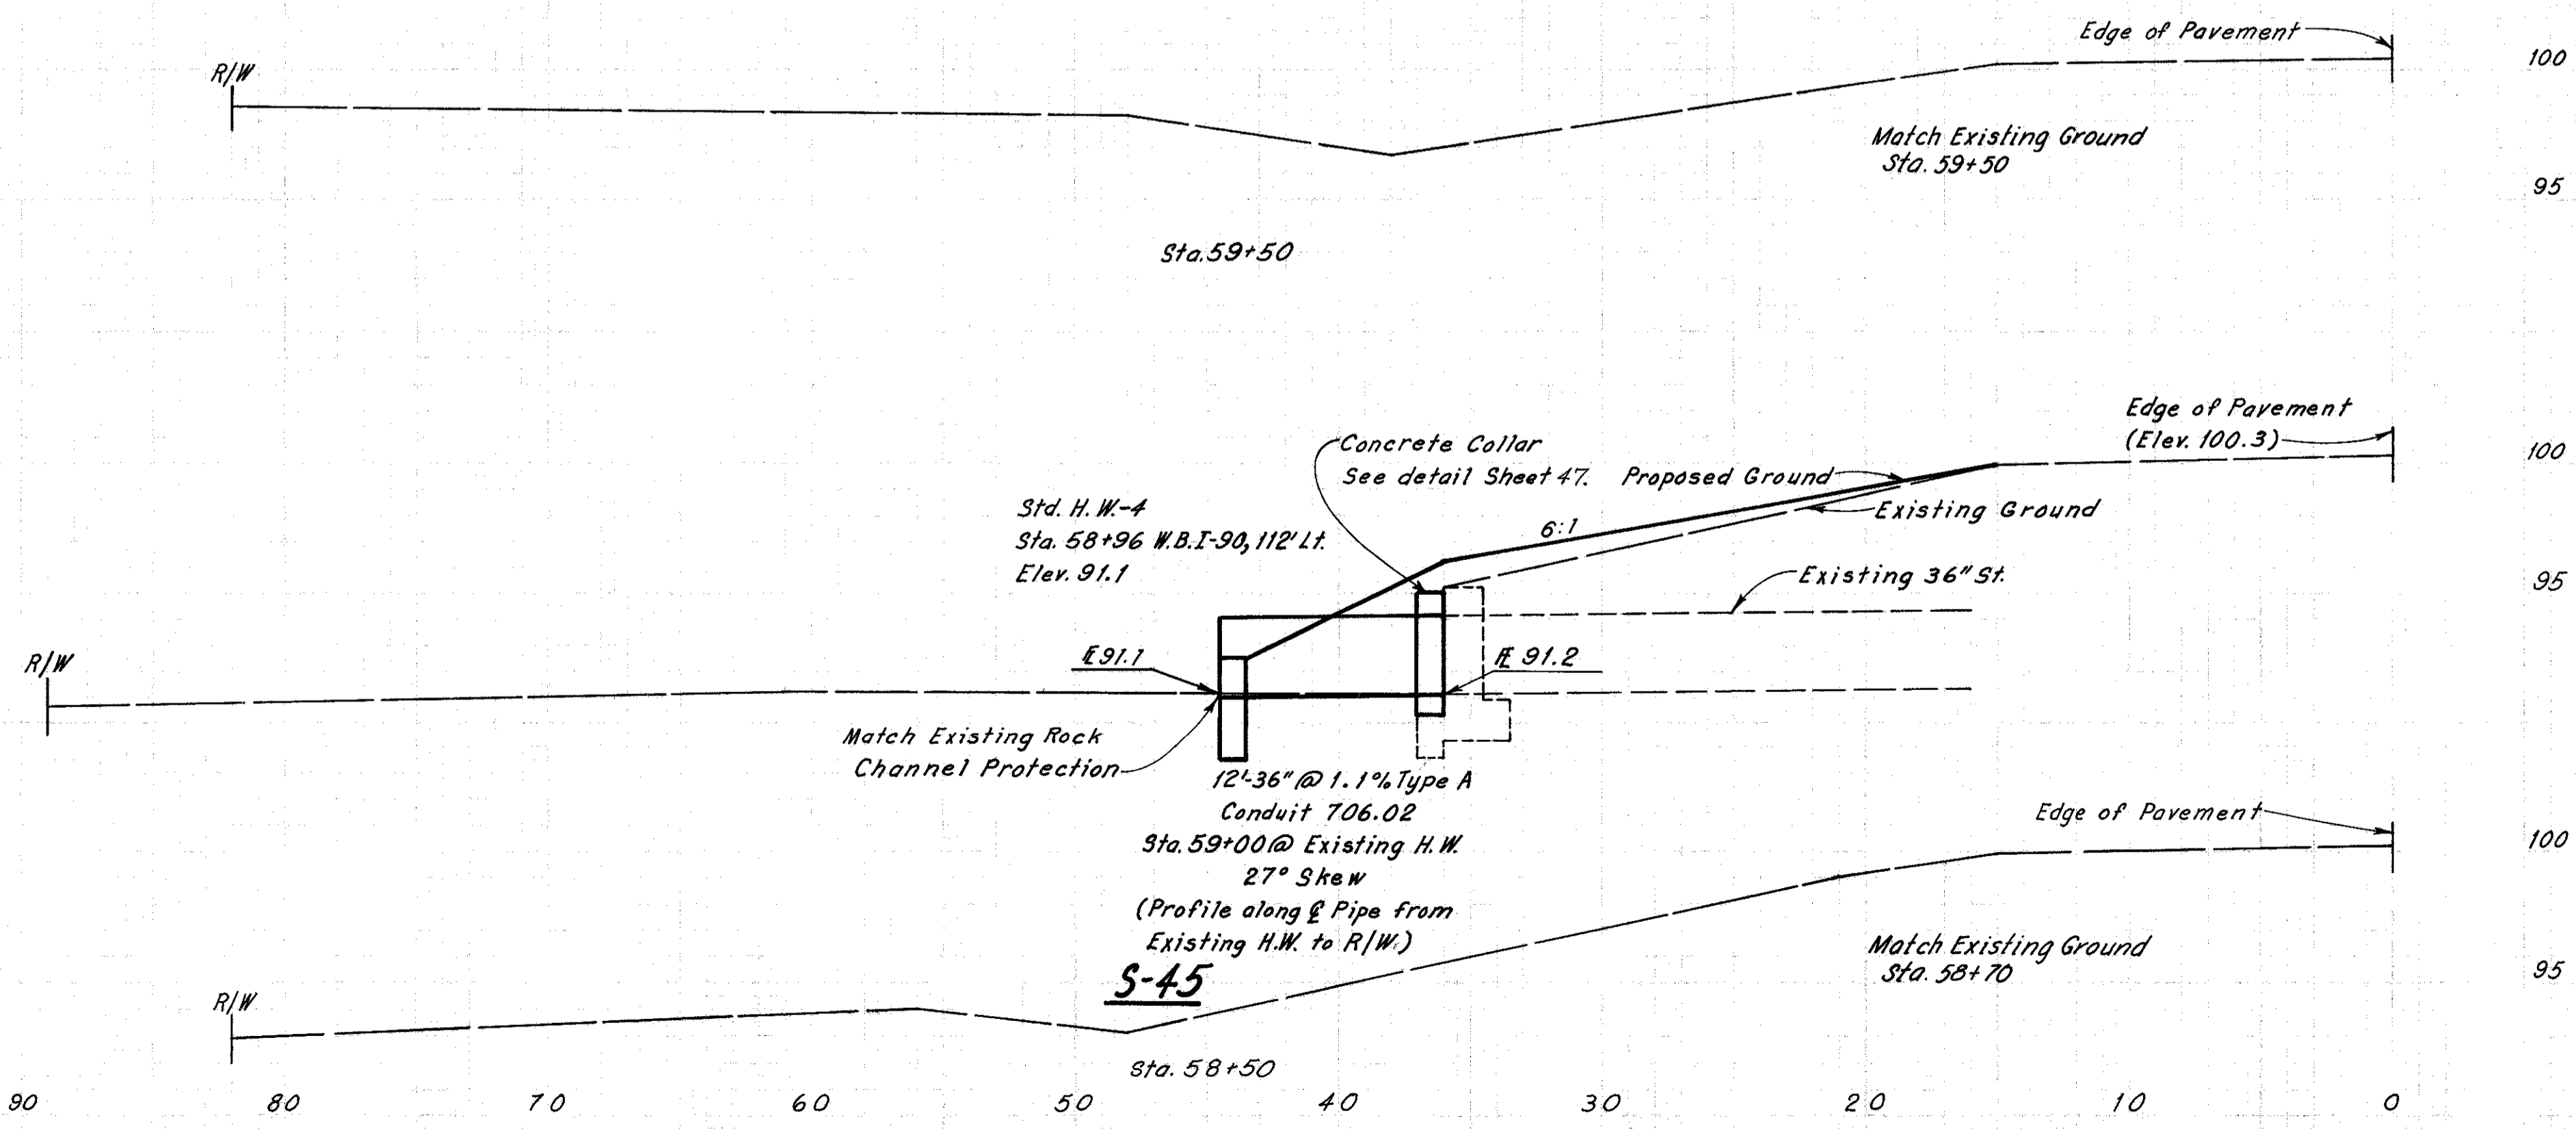 Edge of Pavement
100
R/W
Match Existing Ground
Sta. 59+50
95
Sta. 59+50
Edge of Pavement
(Elev. 100.3)
100
Concrete Collar
See detail Sheet 47.
Proposed Ground
Existing Ground
6:1
Std. H.W.-4
Sta. 58+96 W.B.I-90, 112' Lt.
Elev. 91.1
Existing 36" St.
95
R/W
℄ 91.1
℄ 91.2
Match Existing Rock
Channel Protection
12'-36" @ 1.1% Type A
Conduit 706.02
Sta. 59+00 @ Existing H.W.
27° Skew
(Profile along ℄ Pipe from
Existing H.W. to R/W.)
S-45
Edge of Pavement
100
Match Existing Ground
Sta. 58+70
95
R/W
Sta. 58+50
90 80 70 60 50 40 30 20 10 0